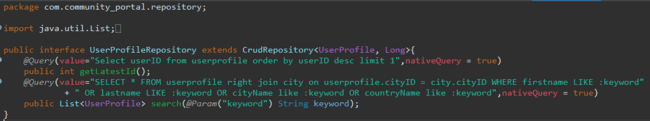 package com.community_portal.repository;
import java.util.List;
public interface UserProfileRepository extends CrudRepository<UserProfile, Long>{
@Query(value="Select userID from userprofile order by userID desc limit 1",nativeQuery = true)
public int getLatestId();
@Query(value="SELECT * FROM userprofile right join city on userprofile.cityID = city.cityID WHERE firstname LIKE :keyword"
+ " OR lastname LIKE :keyword OR cityName like :keyword OR countryName like :keyword",nativeQuery = true)
public List<UserProfile> search(@Param("keyword") String keyword);
}